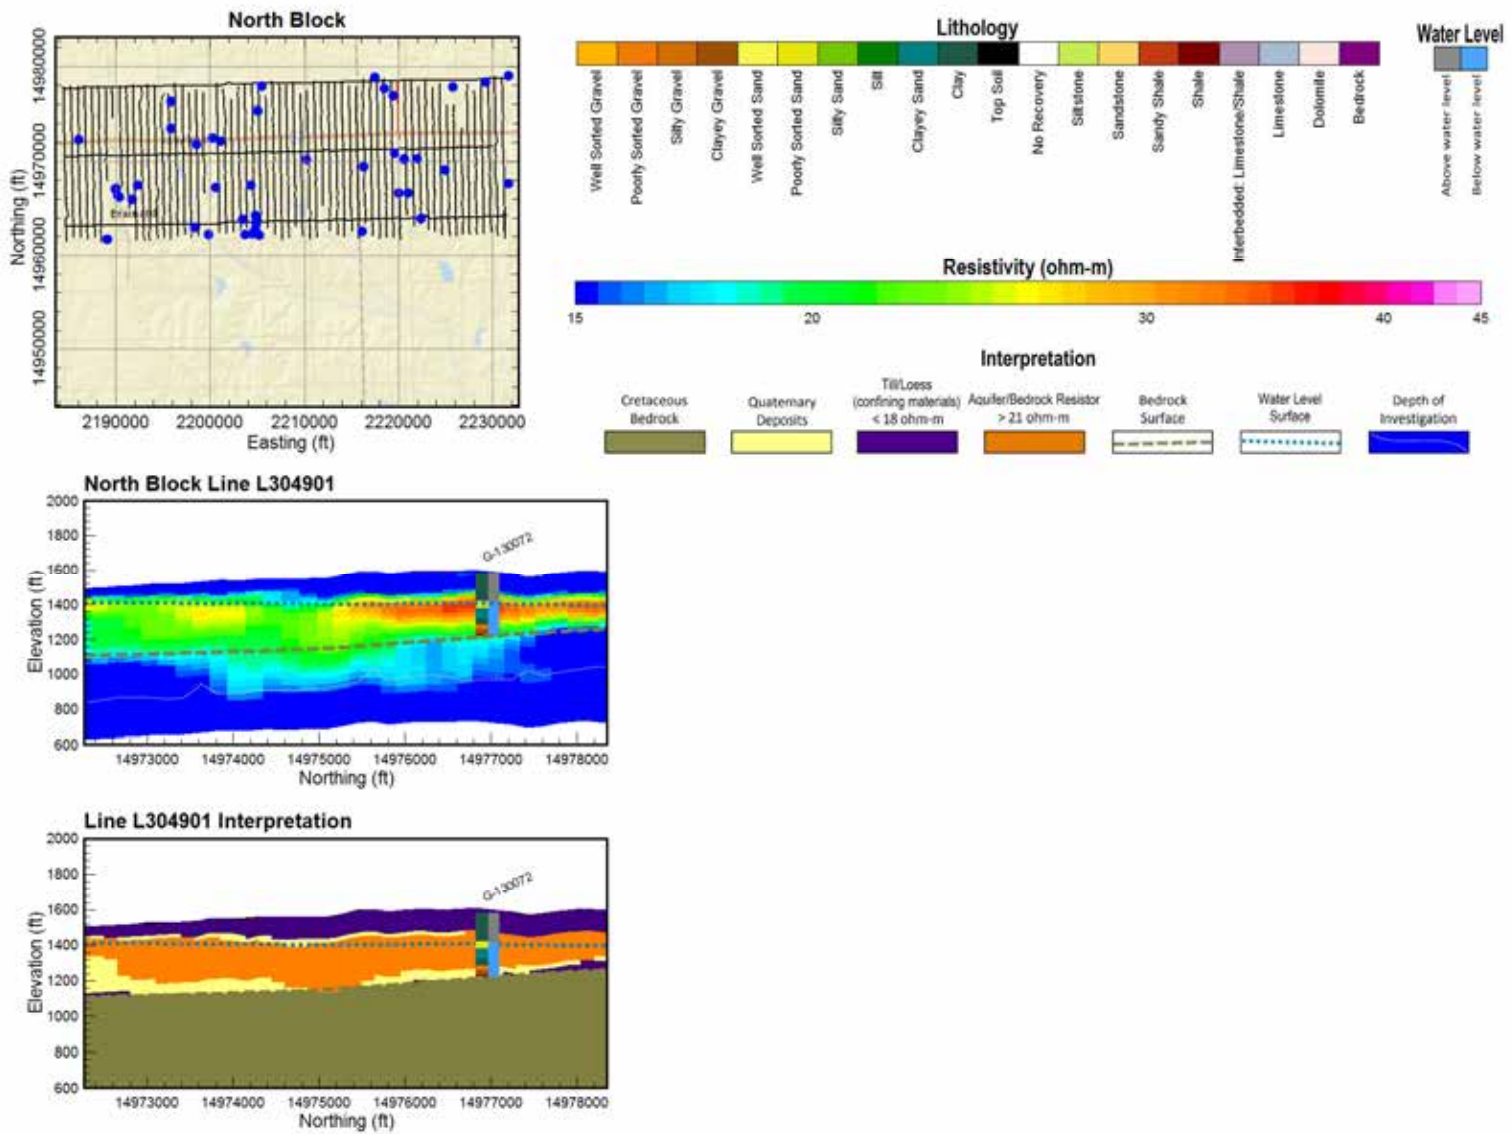 North Block
14980000
14970000
14960000
14950000
Northing (ft)
2190000 2200000 2210000 2220000 2230000
Easting (ft)
Lithology
Well Sorted Gravel
Poorly Sorted Gravel
Silty Gravel
Clayey Gravel
Well Sorted Sand
Poorly Sorted Sand
Silty Sand
Silt
Clayey Sand
Clay
Top Soil
No Recovery
Siltstone
Sandstone
Sandy Shale
Shale
Interbedded: Limestone/Shale
Limestone
Dolomite
Bedrock
Water Level
Above water level
Below water level
Resistivity (ohm-m)
15 20 30 40 45
Interpretation
Cretaceous Bedrock
Quaternary Deposits
Till/Loess (confining materials) < 18 ohm-m
Aquifer/Bedrock Resistor > 21 ohm-m
Bedrock Surface
Water Level Surface
Depth of Investigation
North Block Line L304901
2000
1800
1600
1400
1200
1000
800
600
Elevation (ft)
G-130072
14973000 14974000 14975000 14976000 14977000 14978000
Northing (ft)
Line L304901 Interpretation
2000
1800
1600
1400
1200
1000
800
600
Elevation (ft)
G-130072
14973000 14974000 14975000 14976000 14977000 14978000
Northing (ft)